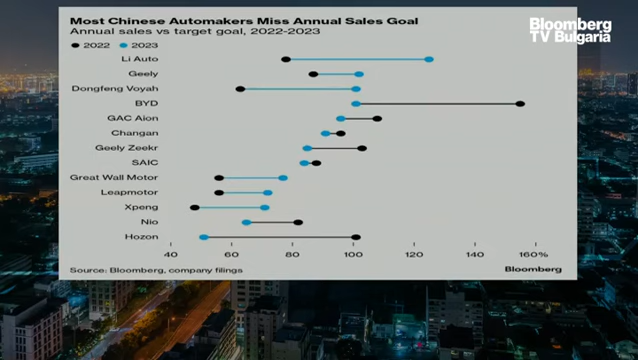 Most Chinese Automakers Miss Annual Sales Goal
Annual sales vs target goal, 2022-2023
2022 2023
Li Auto
Geely
Dongfeng Voyah
BYD
GAC Aion
Changan
Geely Zeekr
SAIC
Great Wall Motor
Leapmotor
Xpeng
Nio
Hozon
40 60 80 100 120 140 160%
Source: Bloomberg, company filings
Bloomberg
Bloomberg
TV Bulgaria